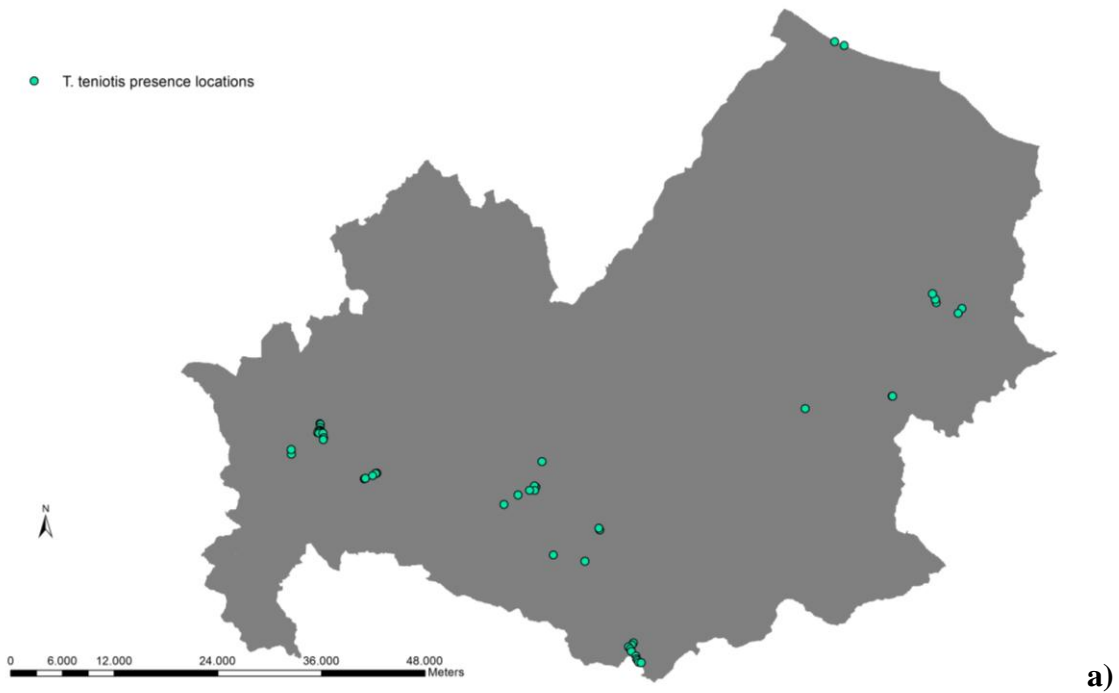 T. teniotis presence locations
N
0 6.000 12.000 24.000 36.000 48.000
Meters
a)